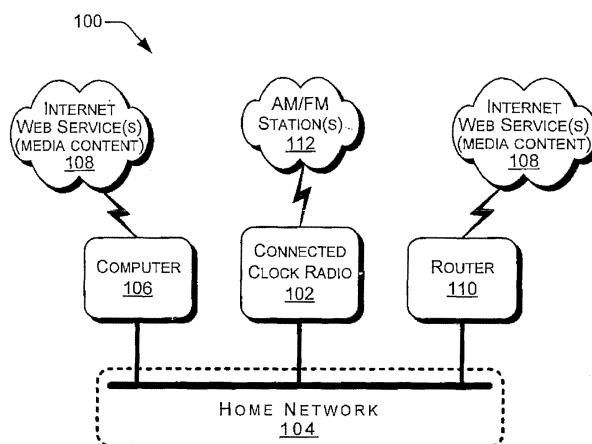 100
INTERNET
WEB SERVICE(S)
(MEDIA CONTENT)
108
AM/FM
STATION(S)
112
INTERNET
WEB SERVICE(S)
(MEDIA CONTENT)
108
COMPUTER
106
CONNECTED
CLOCK RADIO
102
ROUTER
110
HOME NETWORK
104